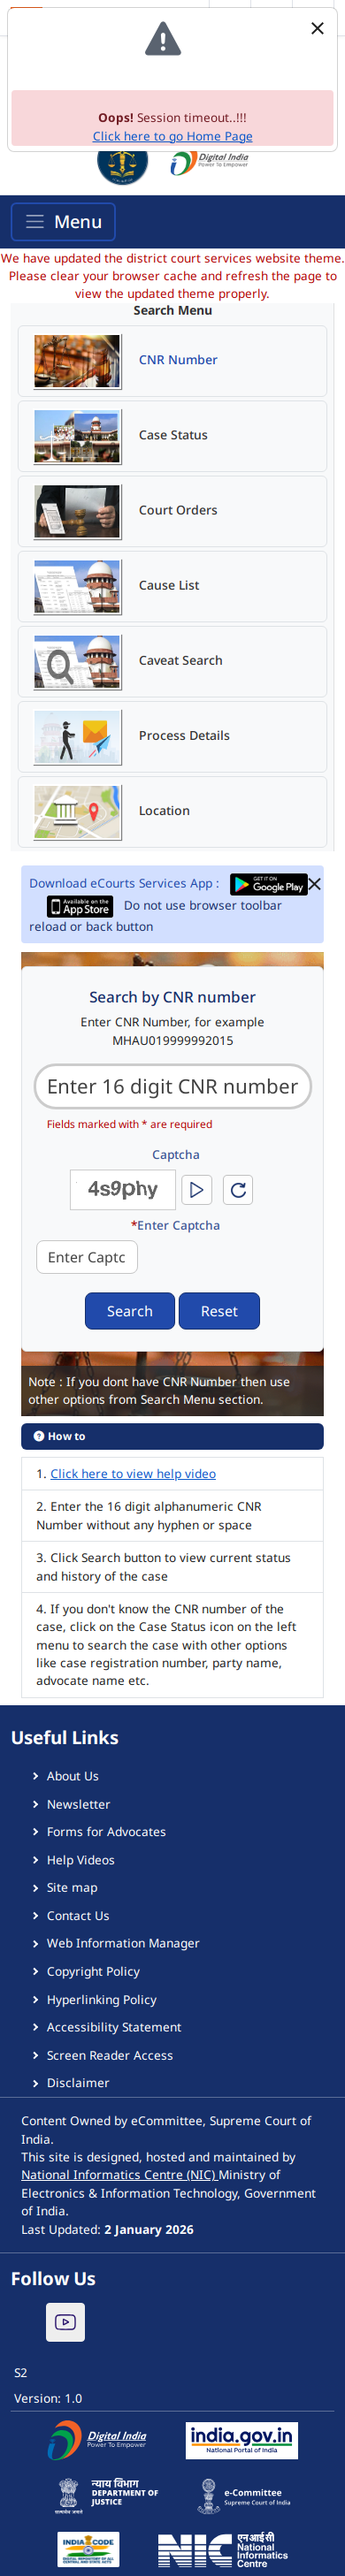 Oops! Session timeout..!!!
Click here to go Home Page
Digital India
Power To Empower
Menu
We have updated the district court services website theme.
Please clear your browser cache and refresh the page to
view the updated theme properly.
Search Menu
CNR Number
Case Status
Court Orders
Cause List
Caveat Search
Process Details
Location
Download eCourts Services App :
GET IT ON
Google Play
Available on the
App Store
Do not use browser toolbar
reload or back button
Search by CNR number
Enter CNR Number, for example
MHAU019999992015
Enter 16 digit CNR number
Fields marked with * are required
Captcha
4s9phy
*Enter Captcha
Enter Captc
Search Reset
Note : If you dont have CNR Number then use
other options from Search Menu section.
How to
1. Click here to view help video
2. Enter the 16 digit alphanumeric CNR
Number without any hyphen or space
3. Click Search button to view current status
and history of the case
4. If you don't know the CNR number of the
case, click on the Case Status icon on the left
menu to search the case with other options
like case registration number, party name,
advocate name etc.
Useful Links
About Us
Newsletter
Forms for Advocates
Help Videos
Site map
Contact Us
Web Information Manager
Copyright Policy
Hyperlinking Policy
Accessibility Statement
Screen Reader Access
Disclaimer
Content Owned by eCommittee, Supreme Court of
India.
This site is designed, hosted and maintained by
National Informatics Centre (NIC) Ministry of
Electronics & Information Technology, Government
of India.
Last Updated: 2 January 2026
Follow Us
S2
Version: 1.0
Digital India
Power To Empower
india.gov.in
National Portal of India
न्याय विभाग
DEPARTMENT OF
JUSTICE
सत्यमेव जयते
e-Committee
Supreme Court of India
INDIA CODE
NIC
एन आई सी
National
Informatics
Centre